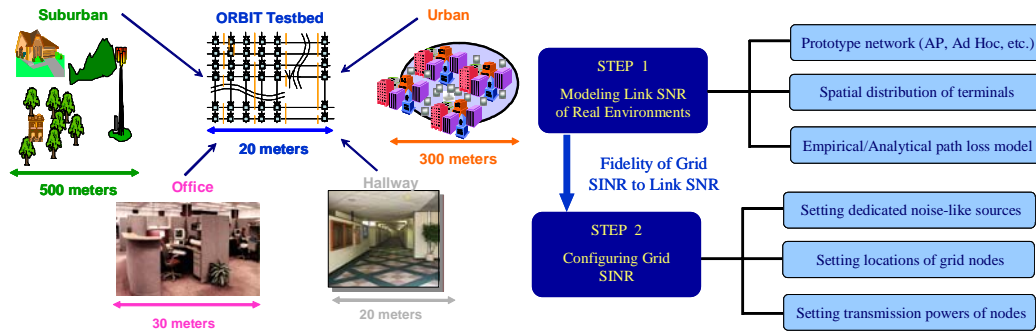 Suburban
ORBIT Testbed
Urban
20 meters
300 meters
500 meters
Office
Hallway
30 meters
20 meters
STEP 1
Modeling Link SNR
of Real Environments
Fidelity of Grid
SINR to Link SNR
STEP 2
Configuring Grid
SINR
Prototype network (AP, Ad Hoc, etc.)
Spatial distribution of terminals
Empirical/Analytical path loss model
Setting dedicated noise-like sources
Setting locations of grid nodes
Setting transmission powers of nodes